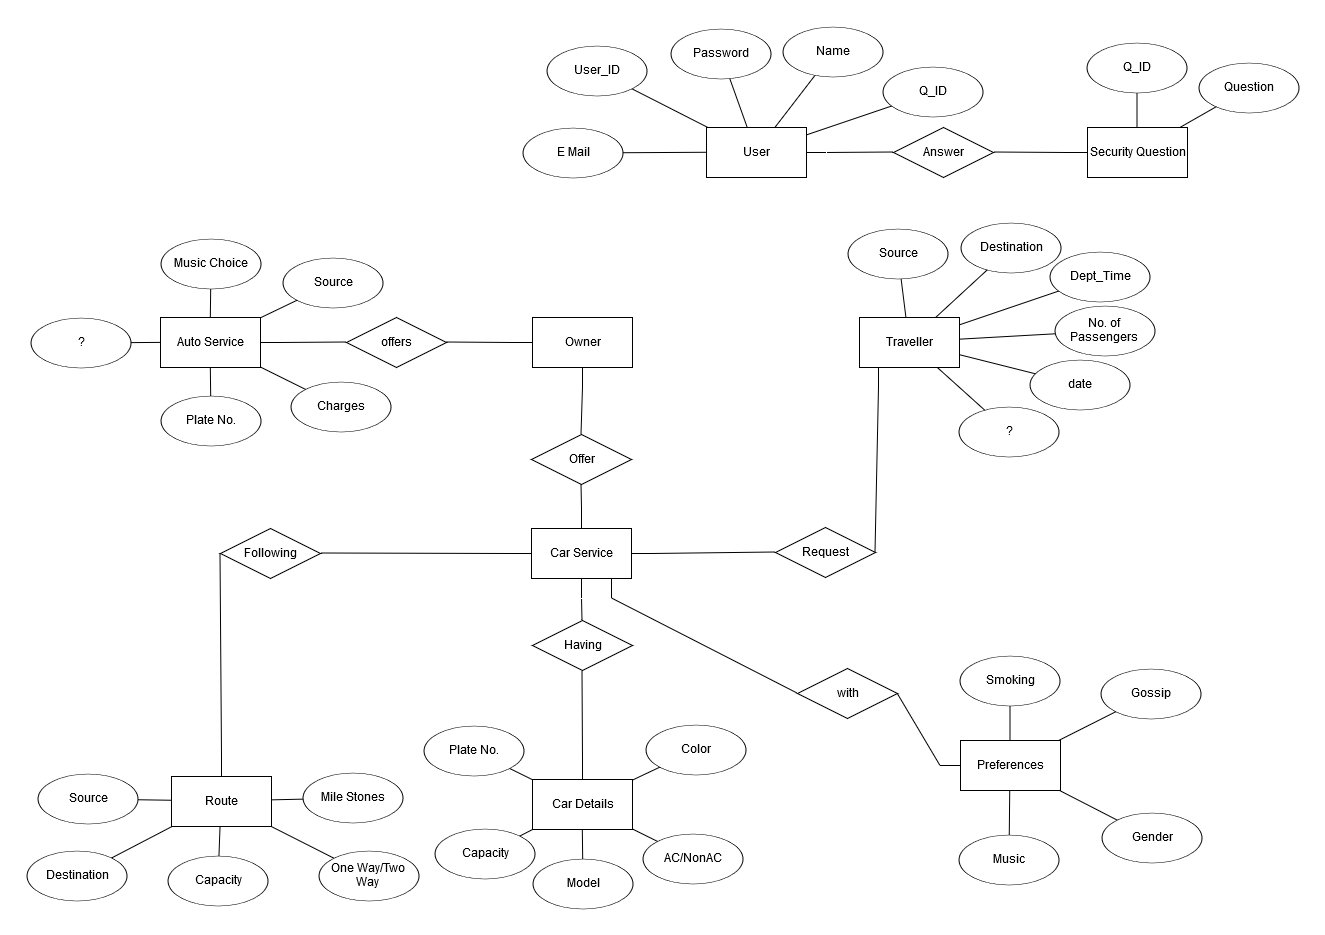 Name
Password
Q_ID
User_ID
Question
Q_ID
E Mail
User
Answer
Security Question
Source
Destination
Music Choice
Dept_Time
Source
No. of
Passengers
?
Auto Service
offers
Owner
Traveller
date
Charges
Plate No.
?
Offer
Following
Car Service
Request
Having
Smoking
with
Gossip
Plate No.
Color
Preferences
Source
Route
Mile Stones
Car Details
Gender
Capacity
AC/NonAC
Music
Destination
Capacity
One Way/Two
Way
Model